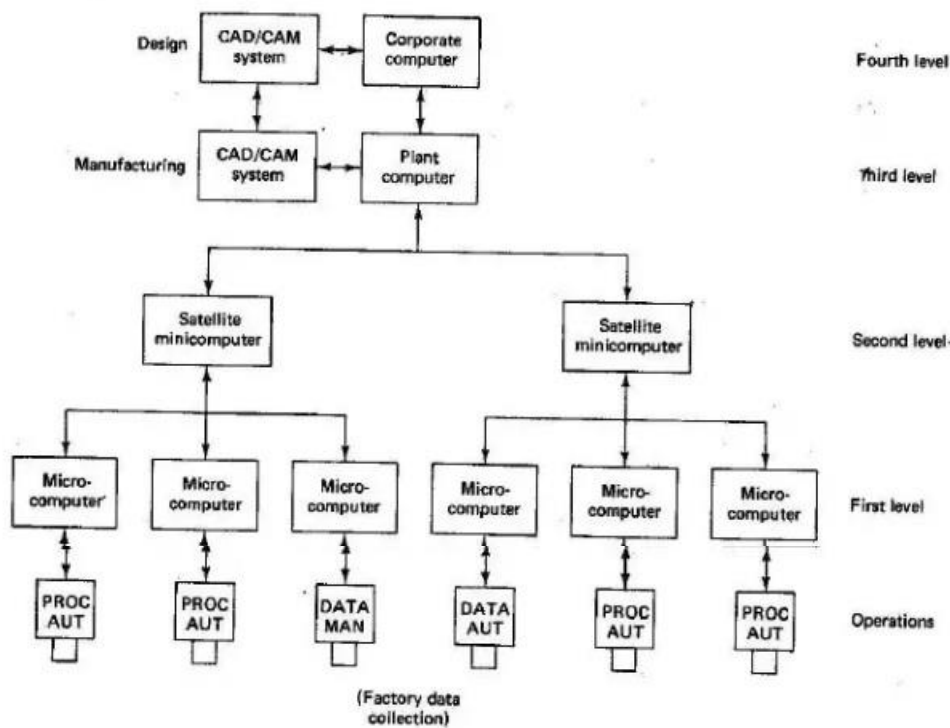 Design
CAD/CAM
system
Corporate
computer
Fourth level
Manufacturing
CAD/CAM
system
Plant
computer
Third level
Satellite
minicomputer
Satellite
minicomputer
Second level
Micro-
computer
Micro-
computer
Micro-
computer
Micro-
computer
Micro-
computer
Micro-
computer
First level
PROC
AUT
PROC
AUT
DATA
MAN
DATA
AUT
PROC
AUT
PROC
AUT
Operations
(Factory data
collection)